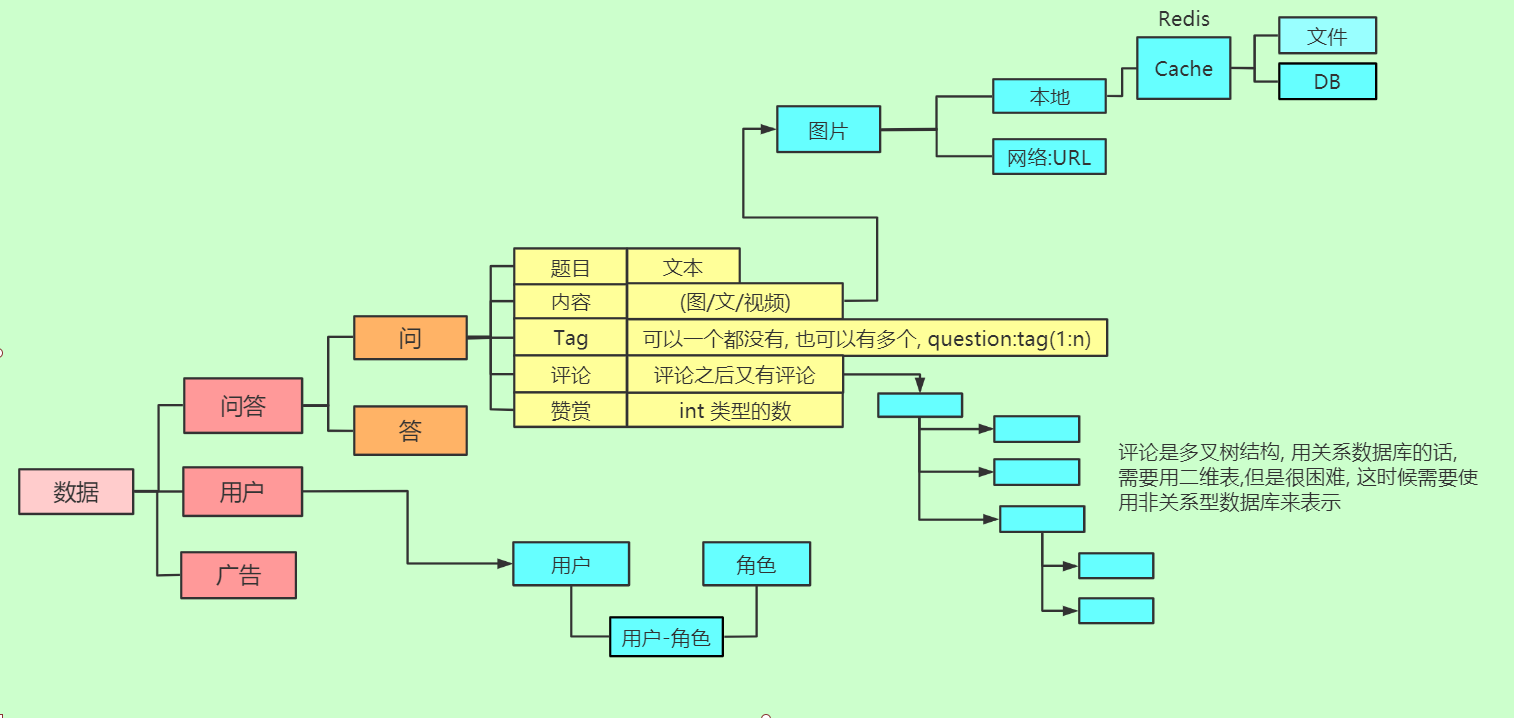 Redis
Cache
文件
DB
图片
本地
网络:URL
题目 文本
内容 (图/文/视频)
Tag 可以一个都没有, 也可以有多个, question:tag(1:n)
评论 评论之后又有评论
赞赏 int 类型的数
问
答
问答
数据
用户
广告
评论是多叉树结构, 用关系数据库的话,
需要用二维表,但是很困难, 这时候需要使
用非关系型数据库来表示
用户
角色
用户-角色